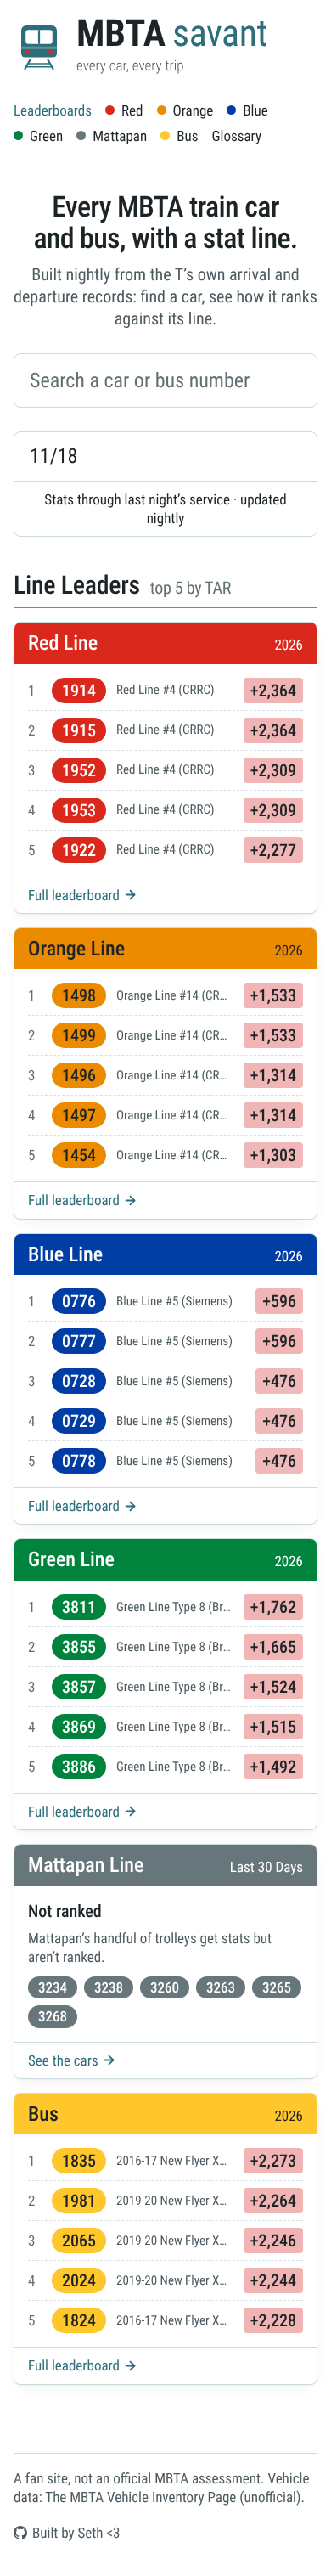 MBTA savant
every car, every trip
Leaderboards Red Orange Blue
Green Mattapan Bus Glossary
Every MBTA train car
and bus, with a stat line.
Built nightly from the T’s own arrival and
departure records: find a car, see how it ranks
against its line.
Search a car or bus number
11/18
Stats through last night’s service · updated
nightly
Line Leaders top 5 by TAR
Red Line 2026
1 1914 Red Line #4 (CRRC) +2,364
2 1915 Red Line #4 (CRRC) +2,364
3 1952 Red Line #4 (CRRC) +2,309
4 1953 Red Line #4 (CRRC) +2,309
5 1922 Red Line #4 (CRRC) +2,277
Full leaderboard →
Orange Line 2026
1 1498 Orange Line #14 (CR… +1,533
2 1499 Orange Line #14 (CR… +1,533
3 1496 Orange Line #14 (CR… +1,314
4 1497 Orange Line #14 (CR… +1,314
5 1454 Orange Line #14 (CR… +1,303
Full leaderboard →
Blue Line 2026
1 0776 Blue Line #5 (Siemens) +596
2 0777 Blue Line #5 (Siemens) +596
3 0728 Blue Line #5 (Siemens) +476
4 0729 Blue Line #5 (Siemens) +476
5 0778 Blue Line #5 (Siemens) +476
Full leaderboard →
Green Line 2026
1 3811 Green Line Type 8 (Br… +1,762
2 3855 Green Line Type 8 (Br… +1,665
3 3857 Green Line Type 8 (Br… +1,524
4 3869 Green Line Type 8 (Br… +1,515
5 3886 Green Line Type 8 (Br… +1,492
Full leaderboard →
Mattapan Line Last 30 Days
Not ranked
Mattapan’s handful of trolleys get stats but
aren’t ranked.
3234 3238 3260 3263 3265
3268
See the cars →
Bus 2026
1 1835 2016-17 New Flyer X… +2,273
2 1981 2019-20 New Flyer X… +2,264
3 2065 2019-20 New Flyer X… +2,246
4 2024 2019-20 New Flyer X… +2,244
5 1824 2016-17 New Flyer X… +2,228
Full leaderboard →
A fan site, not an official MBTA assessment. Vehicle
data: The MBTA Vehicle Inventory Page (unofficial).
Built by Seth <3